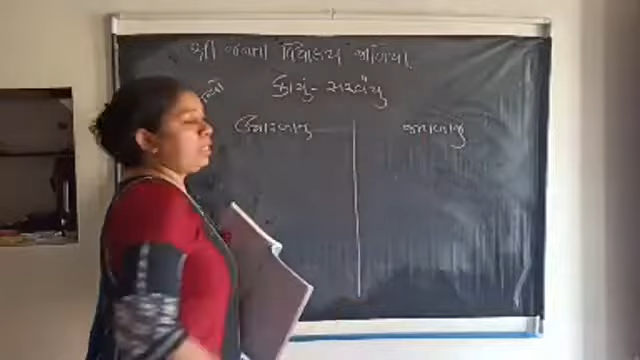 શ્રી જનતા વિદ્યાલય
કાચું - સરવૈયું
ઉધારબાજુ
જમાબાજુ